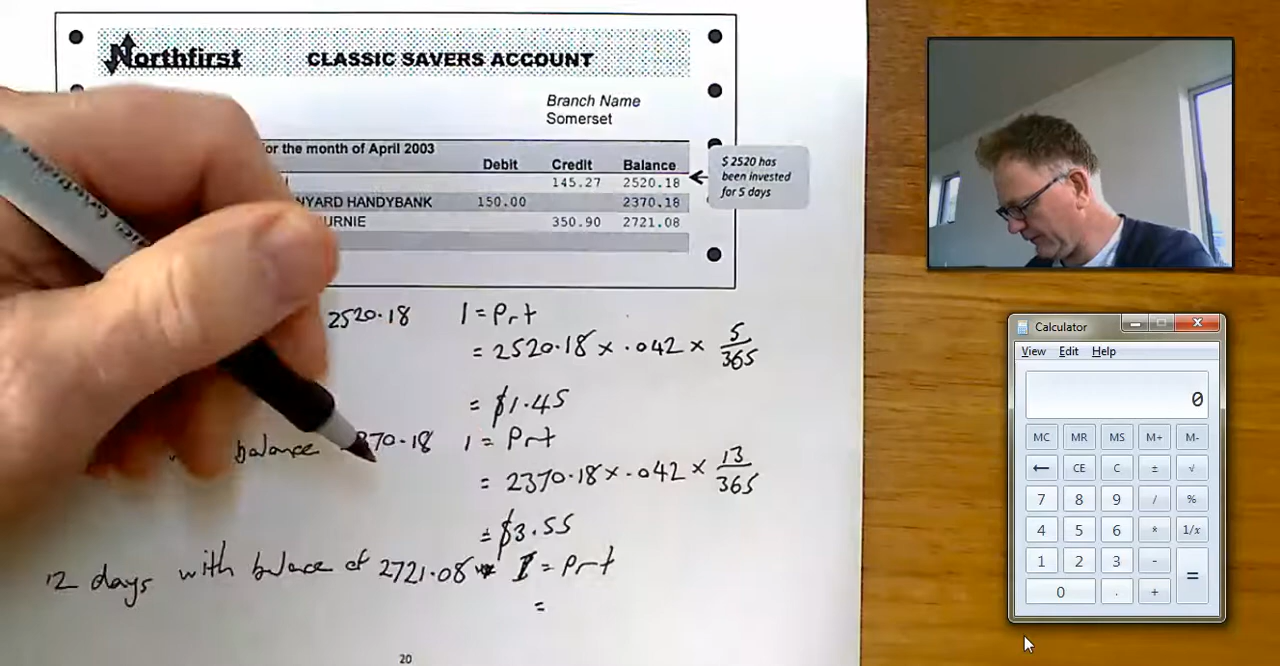 Northfirst CLASSIC SAVERS ACCOUNT
Branch Name
Somerset
for the month of April 2003
Debit Credit Balance
145.27 2520.18
NYARD HANDYBANK 150.00 2370.18
URNIE 350.90 2721.08
$ 2520 has
been invested
for 5 days
2520.18 I = Prt
= 2520.18 × .042 × 5/365
= $1.45
balance 2370.18 I = Prt
= 2370.18 × .042 × 13/365
= $3.55
12 days with balance of 2721.08 I = Prt
=
20
Calculator
View Edit Help
0
MC MR MS M+ M-
← CE C ± √
7 8 9 / %
4 5 6 * 1/x
1 2 3 - =
0 . +